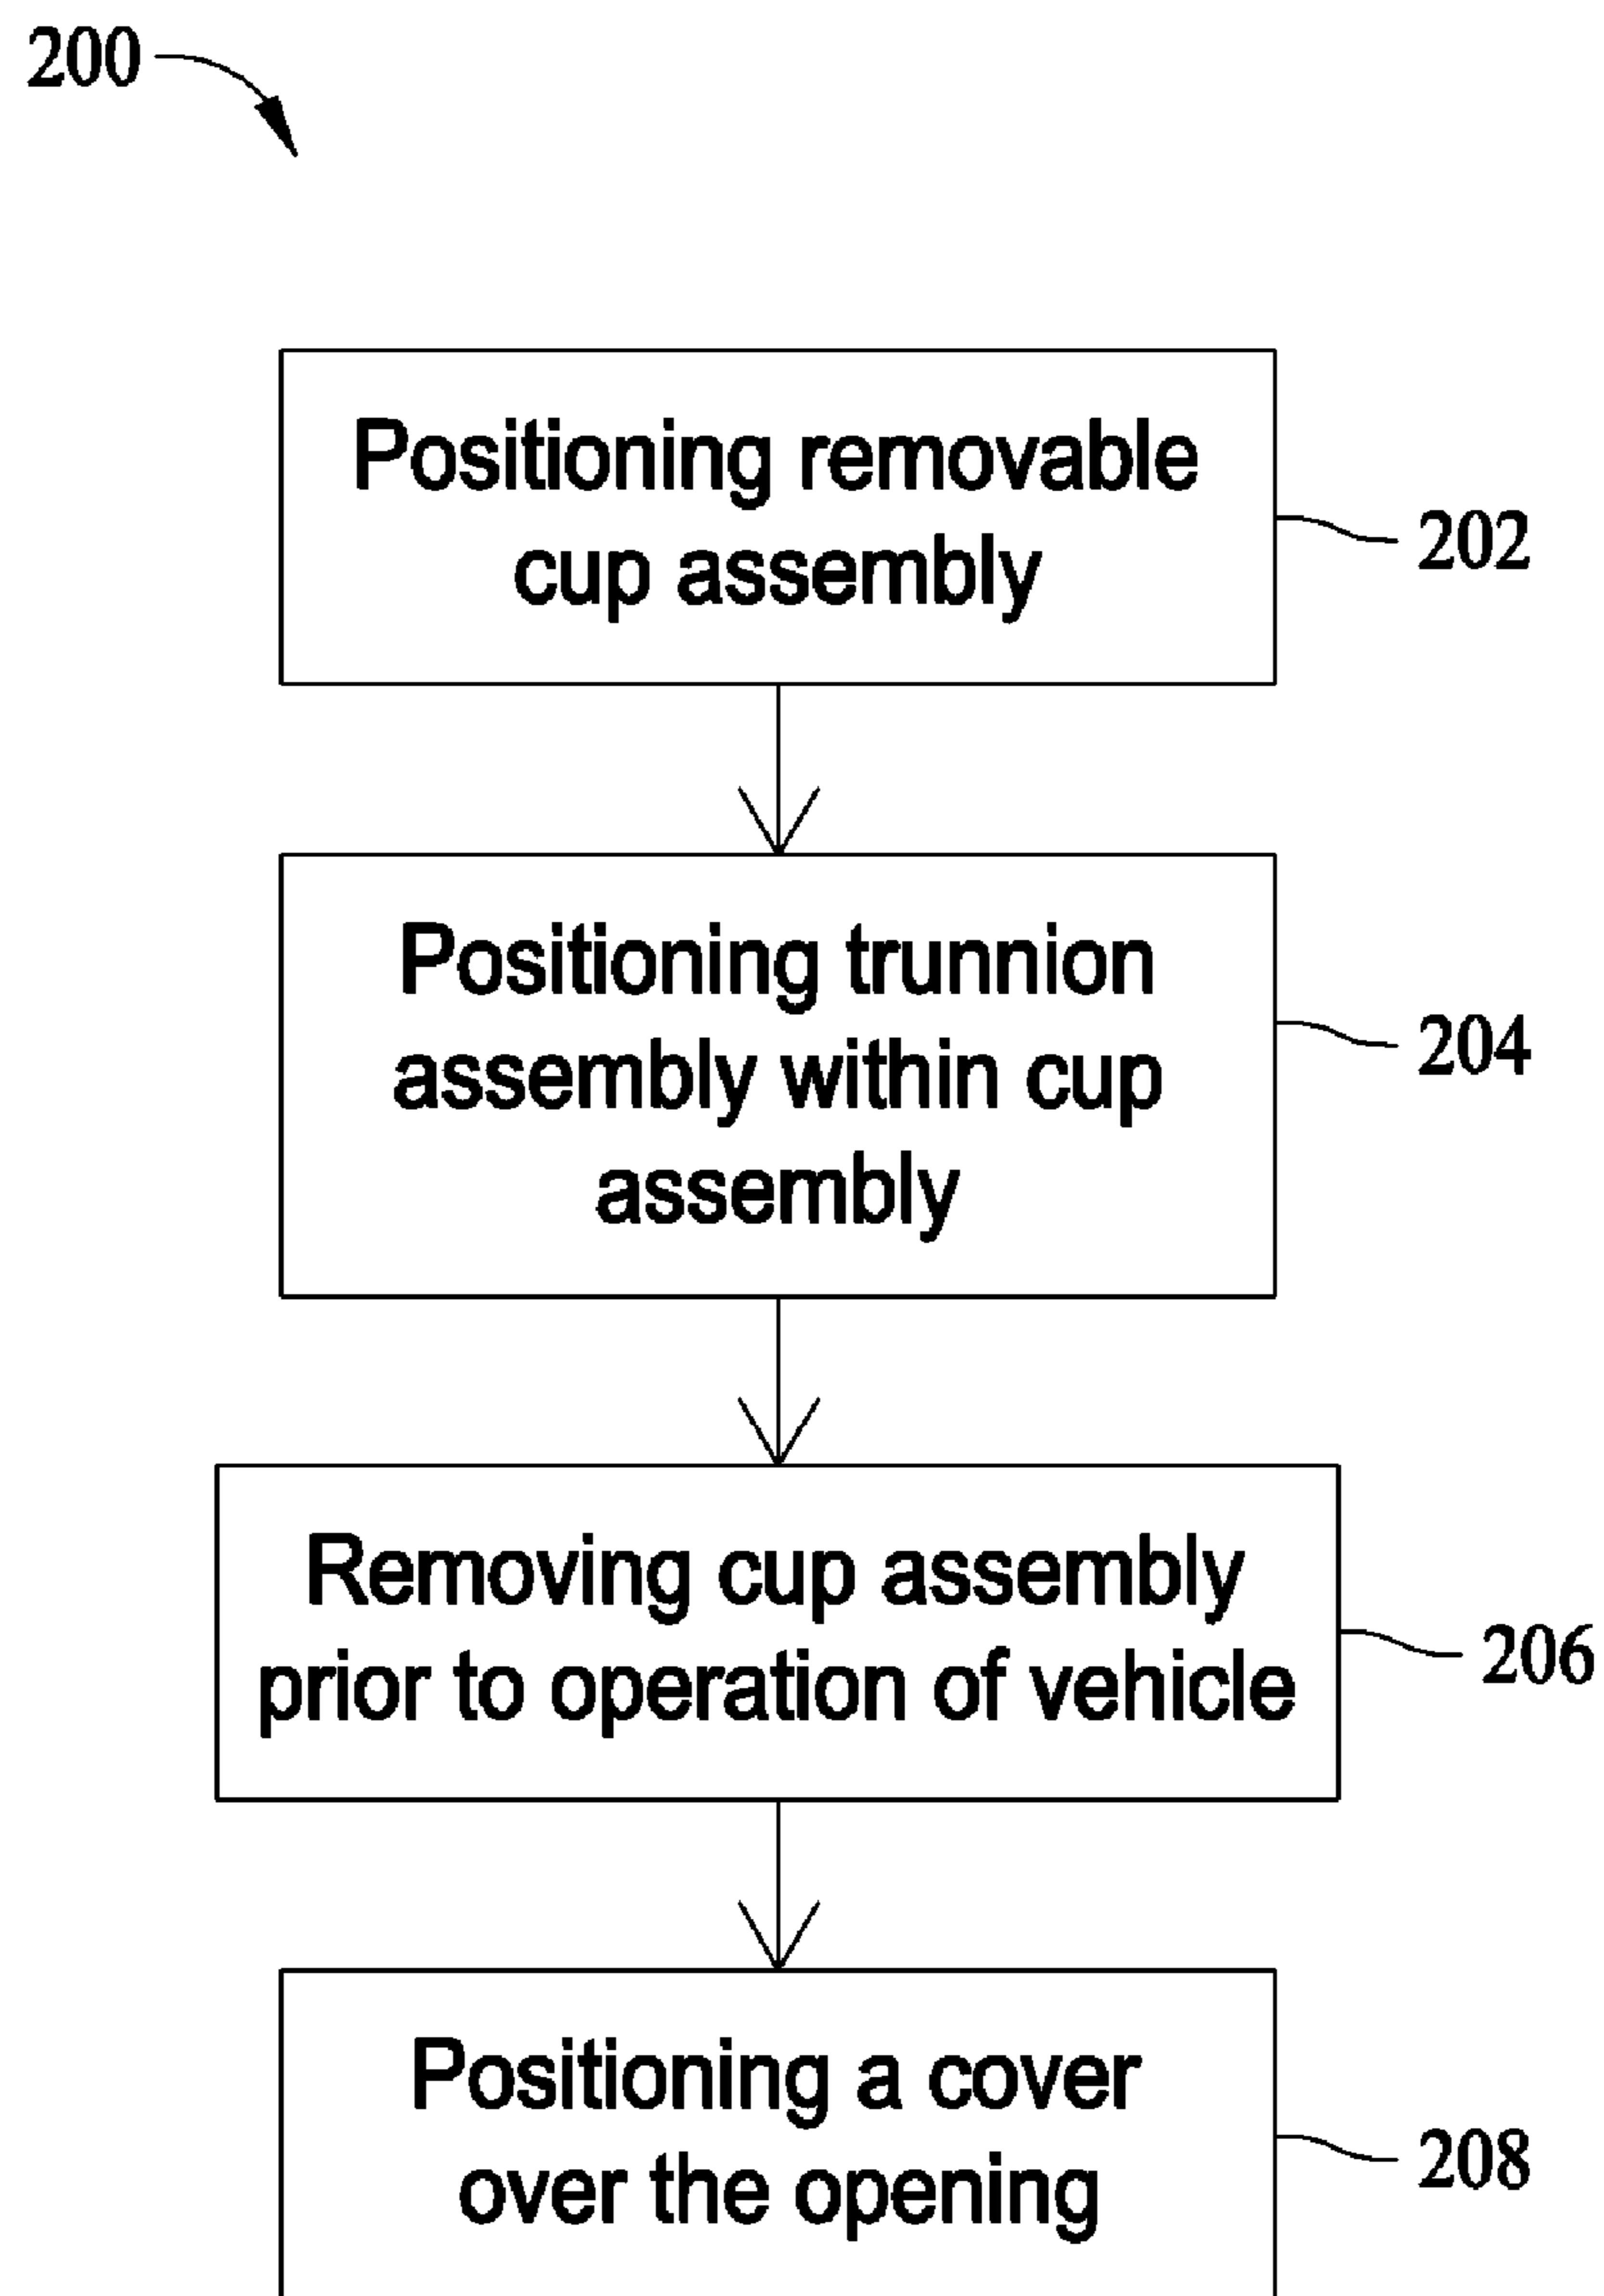 200
Positioning removable
cup assembly
202
Positioning trunnion
assembly within cup
assembly
204
Removing cup assembly
prior to operation of vehicle
206
Positioning a cover
over the opening
208